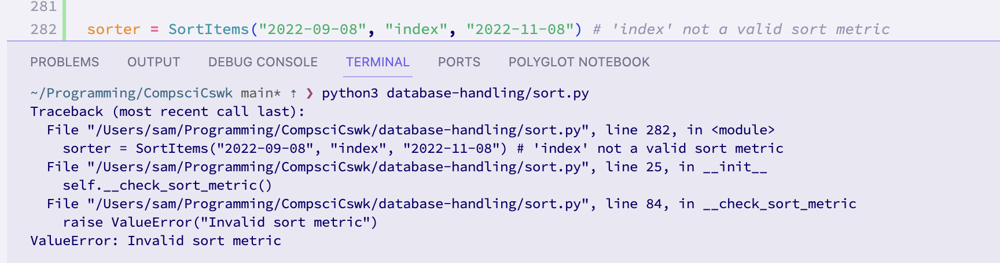 281
282 sorter = SortItems("2022-09-08", "index", "2022-11-08") # 'index' not a valid sort metric
PROBLEMS OUTPUT DEBUG CONSOLE TERMINAL PORTS POLYGLOT NOTEBOOK
~/Programming/CompsciCswk main* ⇡ ❯ python3 database-handling/sort.py
Traceback (most recent call last):
  File "/Users/sam/Programming/CompsciCswk/database-handling/sort.py", line 282, in <module>
    sorter = SortItems("2022-09-08", "index", "2022-11-08") # 'index' not a valid sort metric
  File "/Users/sam/Programming/CompsciCswk/database-handling/sort.py", line 25, in __init__
    self.__check_sort_metric()
  File "/Users/sam/Programming/CompsciCswk/database-handling/sort.py", line 84, in __check_sort_metric
    raise ValueError("Invalid sort metric")
ValueError: Invalid sort metric